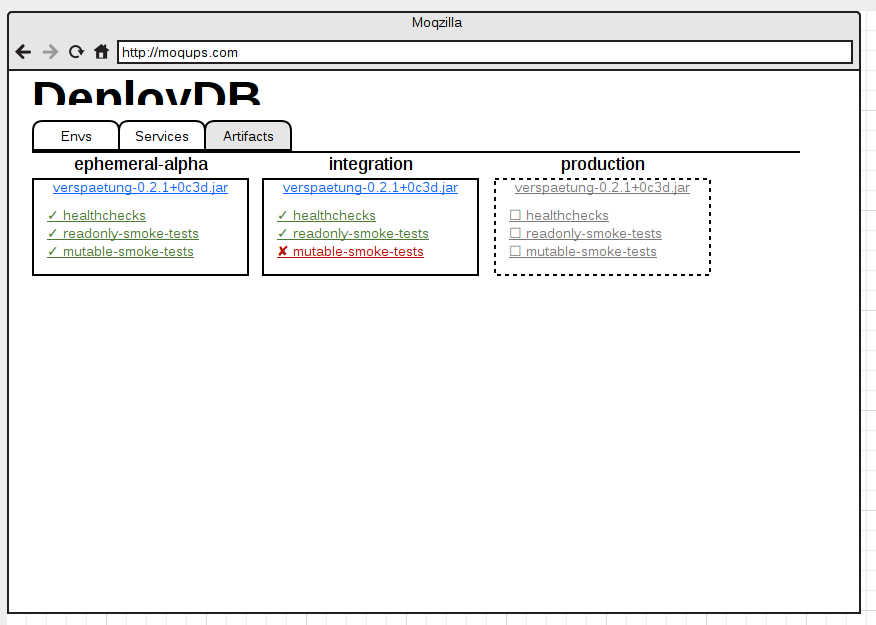 Moqzilla
http://moqups.com
DeployDB
Envs Services Artifacts
ephemeral-alpha integration production
verspaetung-0.2.1+0c3d.jar verspaetung-0.2.1+0c3d.jar verspaetung-0.2.1+0c3d.jar
✓ healthchecks ✓ healthchecks ☐ healthchecks
✓ readonly-smoke-tests ✓ readonly-smoke-tests ☐ readonly-smoke-tests
✓ mutable-smoke-tests ✘ mutable-smoke-tests ☐ mutable-smoke-tests